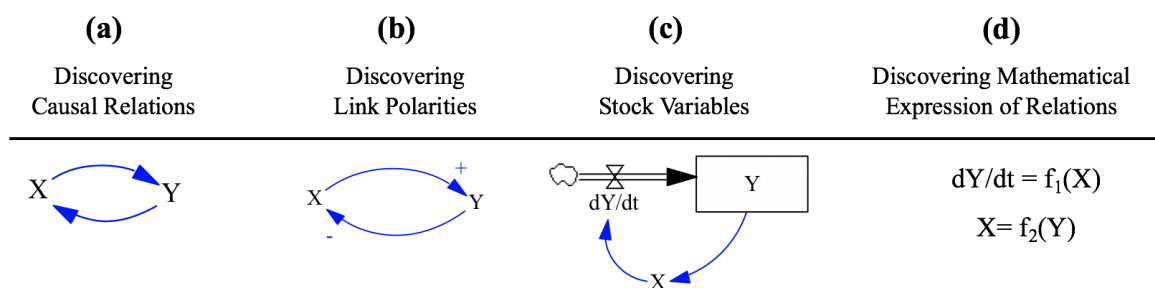 (a)
Discovering
Causal Relations
X
Y
(b)
Discovering
Link Polarities
+
X
Y
-
(c)
Discovering
Stock Variables
Y
dY/dt
X
(d)
Discovering Mathematical
Expression of Relations
dY/dt = f₁(X)
X= f₂(Y)